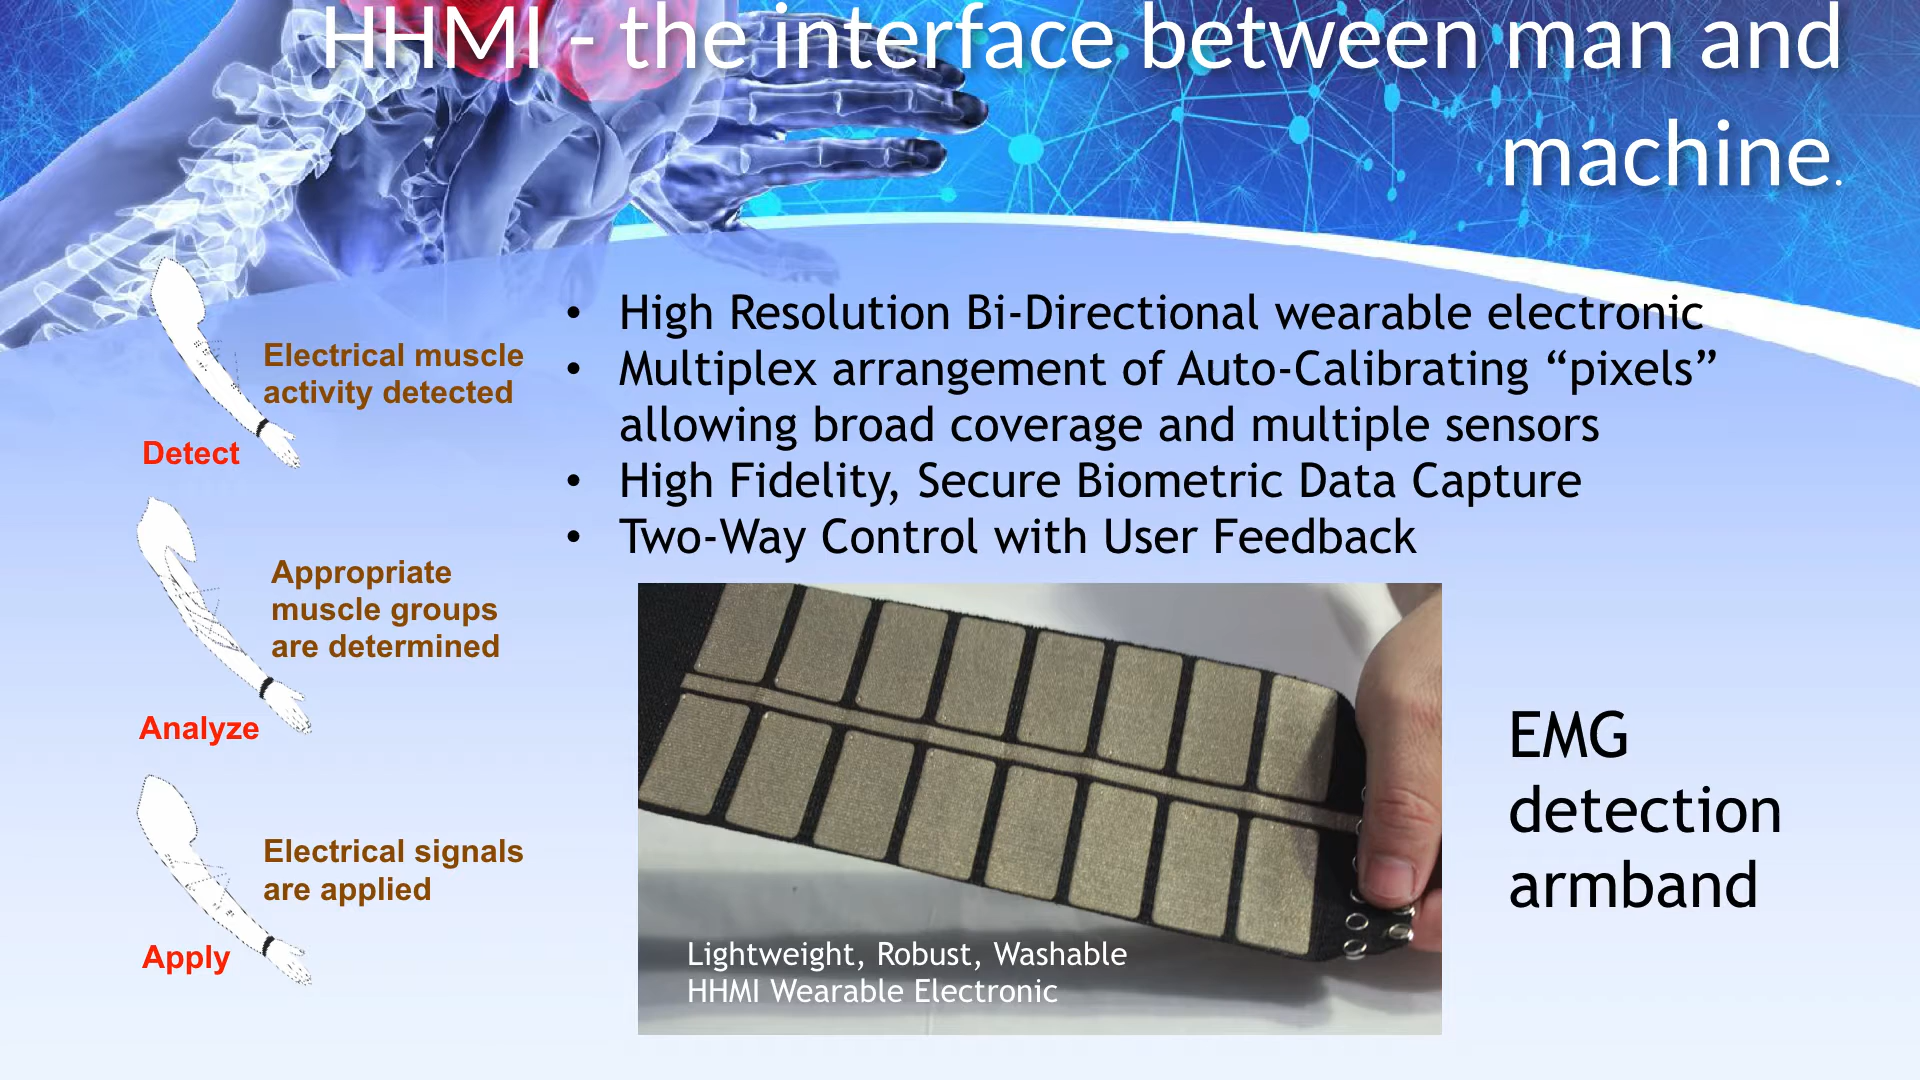 HHMI - the interface between man and
machine.
Electrical muscle
activity detected
Detect
Appropriate
muscle groups
are determined
Analyze
Electrical signals
are applied
Apply
• High Resolution Bi-Directional wearable electronic
• Multiplex arrangement of Auto-Calibrating “pixels”
allowing broad coverage and multiple sensors
• High Fidelity, Secure Biometric Data Capture
• Two-Way Control with User Feedback
Lightweight, Robust, Washable
HHMI Wearable Electronic
EMG
detection
armband